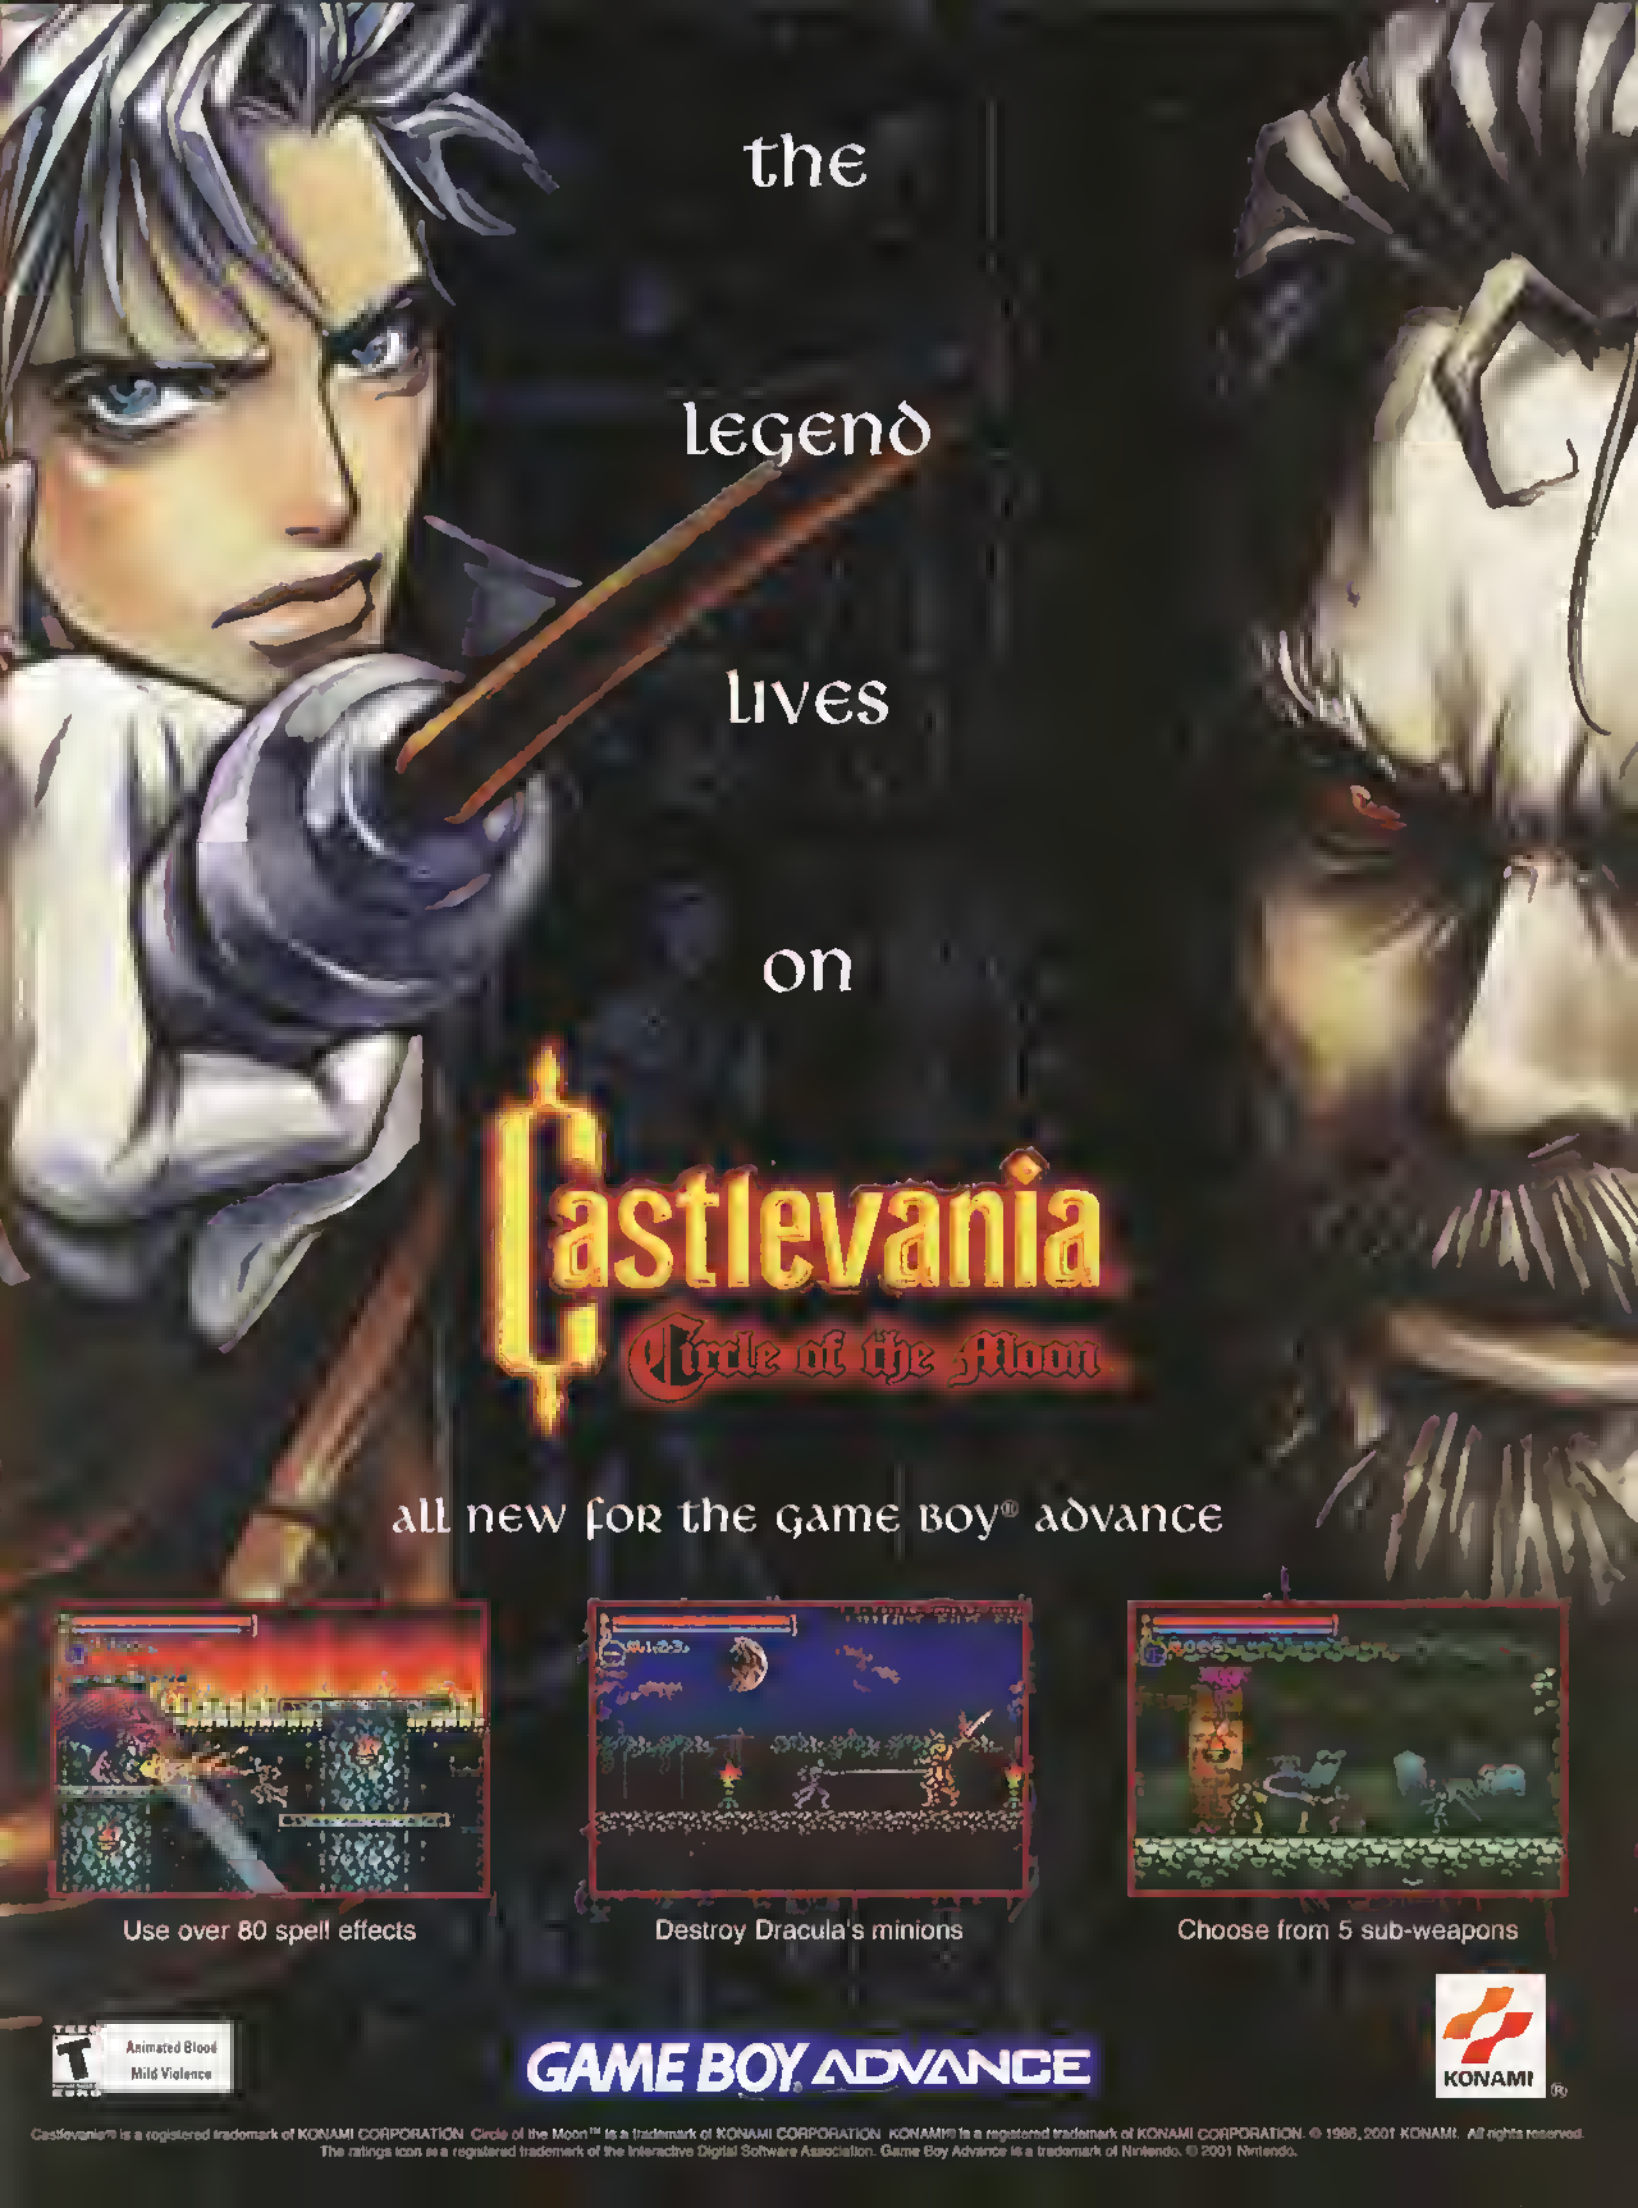 the
legend
lives
on
Castlevania
Circle of the Moon
all new for the game boy® advance
Use over 80 spell effects
Destroy Dracula's minions
Choose from 5 sub-weapons
TEEN
T
Animated Blood
Mild Violence
ESRB
GAME BOY ADVANCE
KONAMI ®
Castlevania™ is a registered trademark of KONAMI CORPORATION. Circle of the Moon™ is a trademark of KONAMI CORPORATION. KONAMI® is a registered trademark of KONAMI CORPORATION. © 1986, 2001 KONAMI. All rights reserved.
The ratings icon is a registered trademark of the Interactive Digital Software Association. Game Boy Advance is a trademark of Nintendo. © 2001 Nintendo.